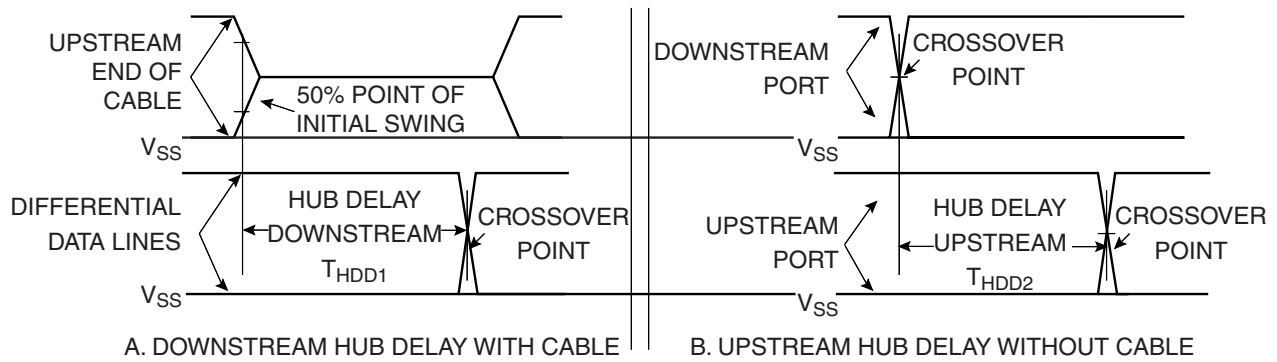 UPSTREAM
END OF
CABLE
50% POINT OF
INITIAL SWING
VSS
DIFFERENTIAL
DATA LINES
HUB DELAY
DOWNSTREAM
THDD1
CROSSOVER
POINT
VSS
A. DOWNSTREAM HUB DELAY WITH CABLE
DOWNSTREAM
PORT
CROSSOVER
POINT
VSS
UPSTREAM
PORT
HUB DELAY
UPSTREAM
THDD2
CROSSOVER
POINT
VSS
B. UPSTREAM HUB DELAY WITHOUT CABLE